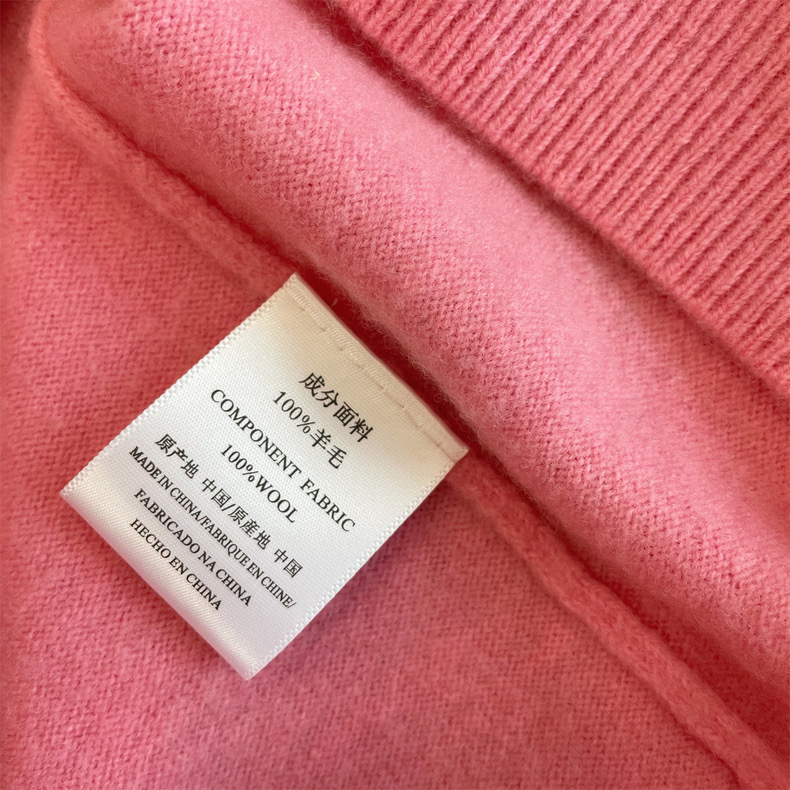 成分面料
100%羊毛
COMPONENT FABRIC
100%WOOL
原产地 中国/原産地 中国
MADE IN CHINA/FABRIQUE EN CHINE/
FABRICADO NA CHINA
HECHO EN CHINA